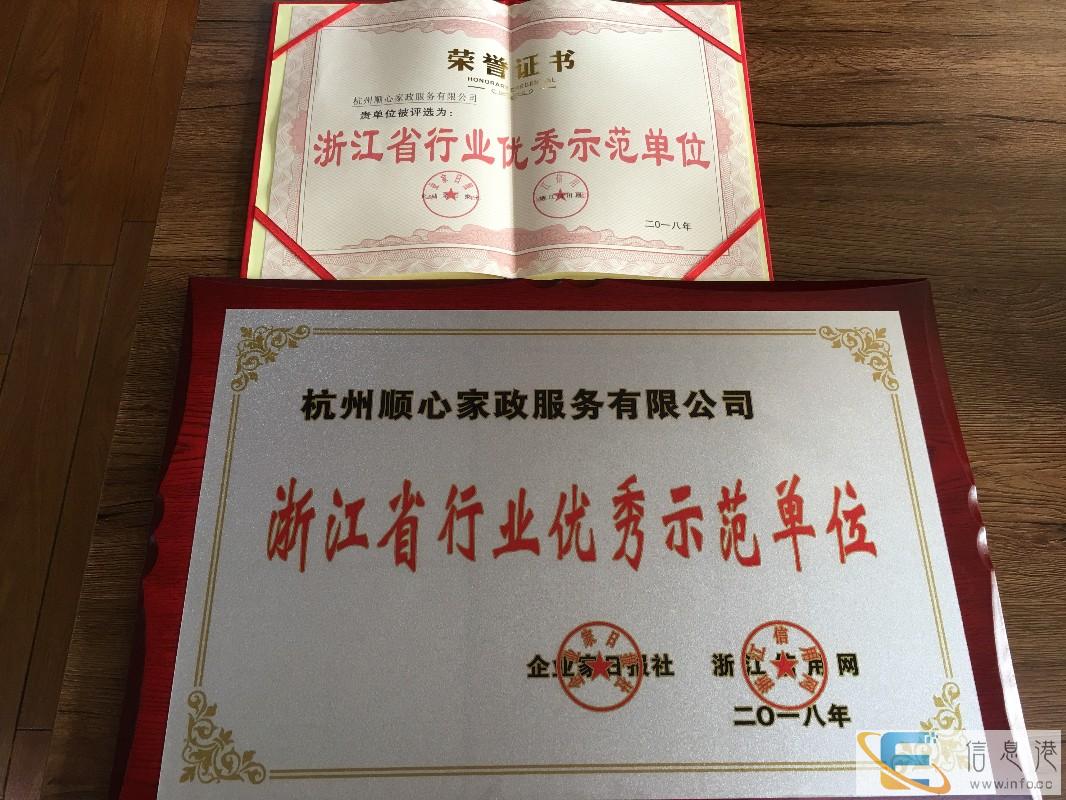 荣誉证书
杭州顺心家政服务有限公司
贵单位被评选为：
浙江省行业优秀示范单位
二〇一八年
杭州顺心家政服务有限公司
浙江省行业优秀示范单位
企业家日报社 浙江信用网
二〇一八年
信息港
www.info.cc